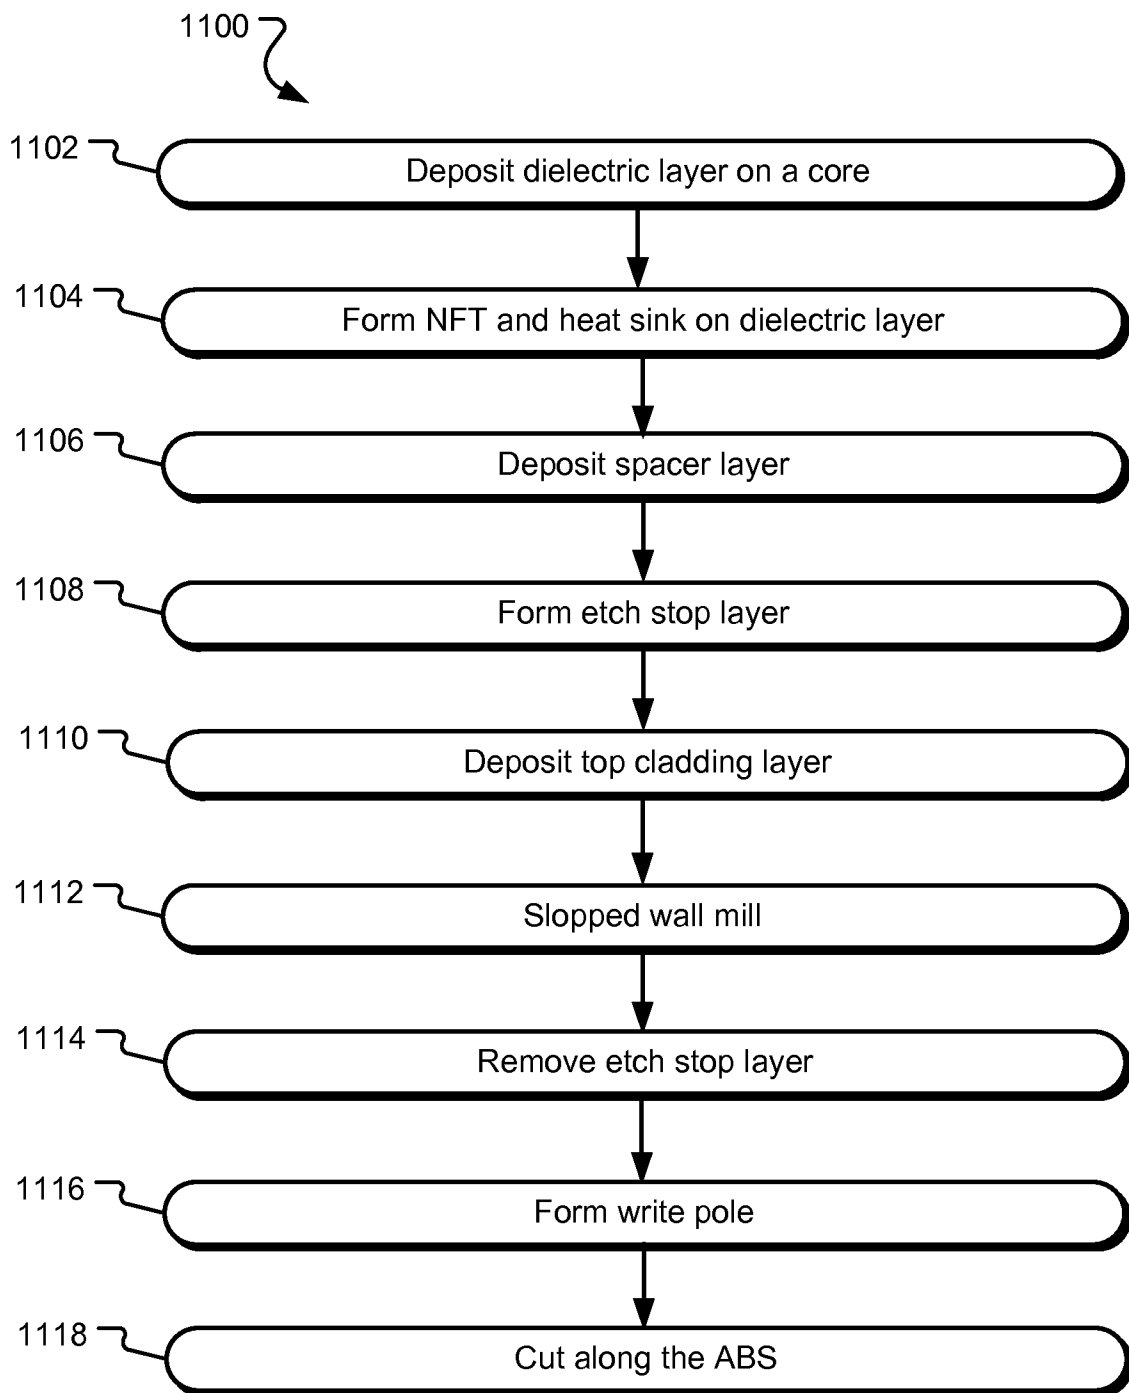 1100
1102
Deposit dielectric layer on a core
1104
Form NFT and heat sink on dielectric layer
1106
Deposit spacer layer
1108
Form etch stop layer
1110
Deposit top cladding layer
1112
Slopped wall mill
1114
Remove etch stop layer
1116
Form write pole
1118
Cut along the ABS